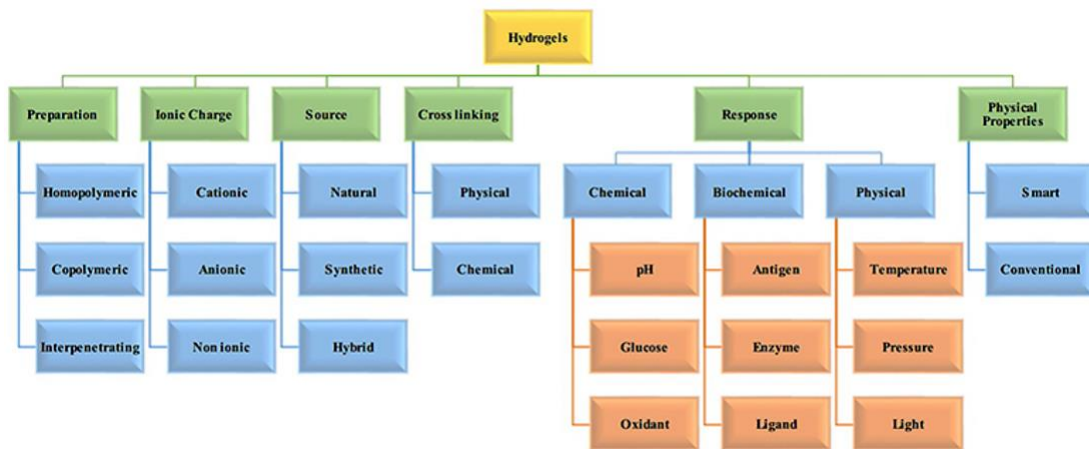 Hydrogels
Preparation
Ionic Charge
Source
Cross linking
Response
Physical
Properties
Homopolymeric
Cationic
Natural
Physical
Chemical
Biochemical
Physical
Smart
Copolymeric
Anionic
Synthetic
Chemical
pH
Antigen
Temperature
Conventional
Interpenetrating
Non ionic
Hybrid
Glucose
Enzyme
Pressure
Oxidant
Ligand
Light